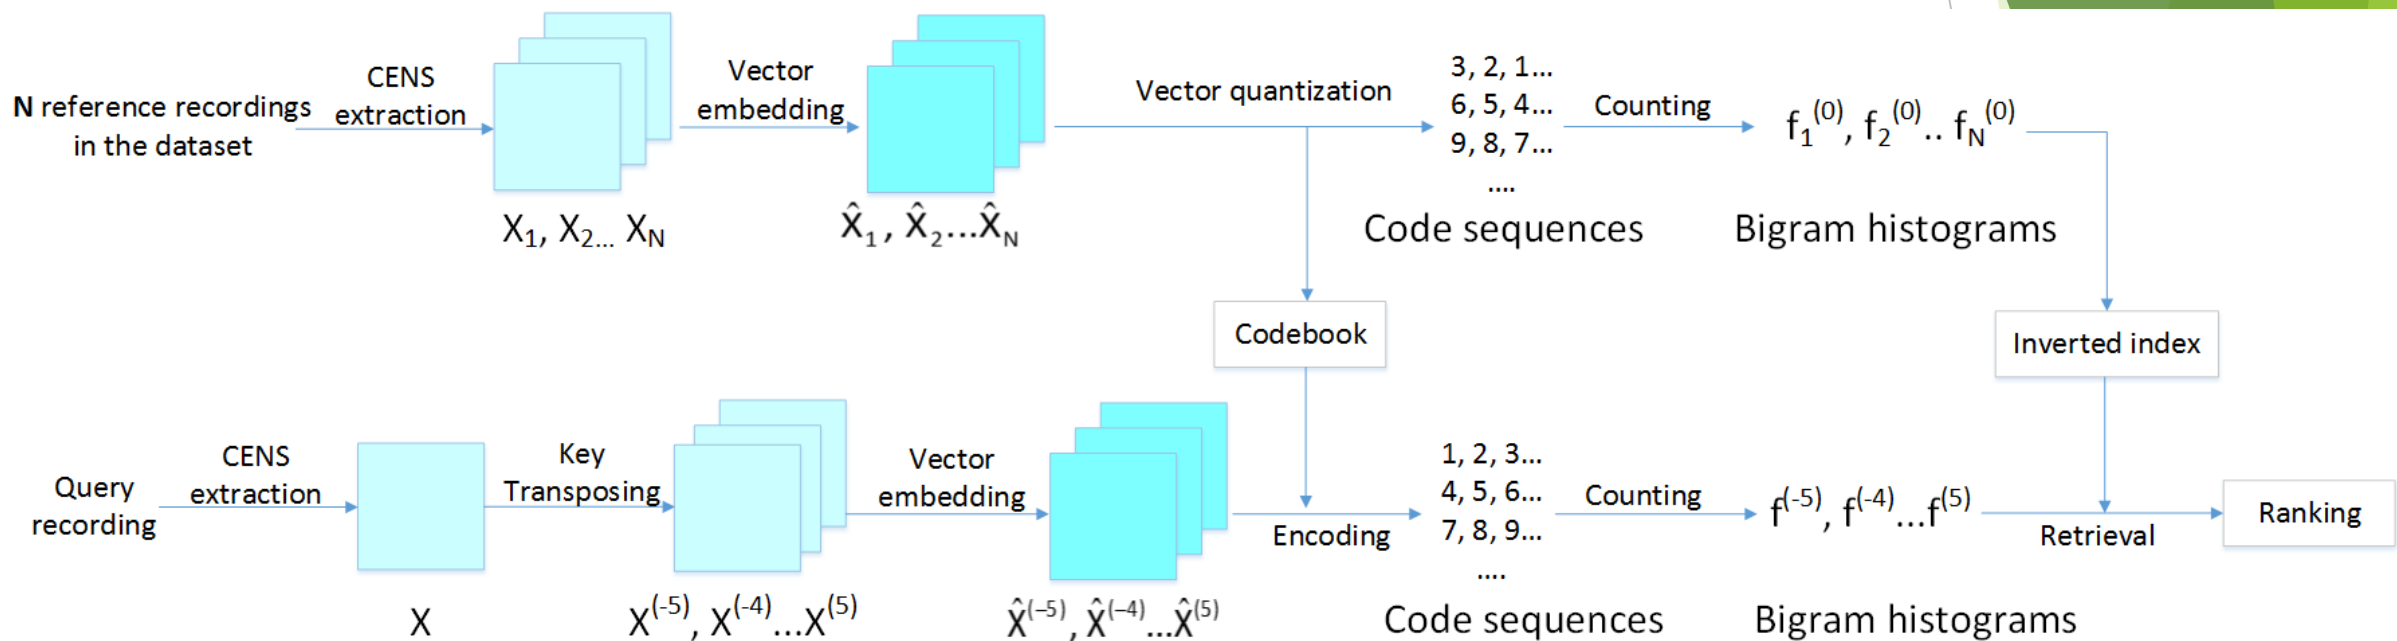 N reference recordings
in the dataset
CENS
extraction
X₁, X₂... X_N
Vector
embedding
X̂₁, X̂₂...X̂_N
Vector quantization
3, 2, 1...
6, 5, 4...
9, 8, 7...
....
Code sequences
Counting
f₁⁽⁰⁾, f₂⁽⁰⁾.. f_N⁽⁰⁾
Bigram histograms
Codebook
Inverted index
Query
recording
CENS
extraction
X
Key
Transposing
X⁽⁻⁵⁾, X⁽⁻⁴⁾...X⁽⁵⁾
Vector
embedding
X̂⁽⁻⁵⁾, X̂⁽⁻⁴⁾...X̂⁽⁵⁾
Encoding
1, 2, 3...
4, 5, 6...
7, 8, 9...
....
Code sequences
Counting
f⁽⁻⁵⁾, f⁽⁻⁴⁾...f⁽⁵⁾
Bigram histograms
Retrieval
Ranking